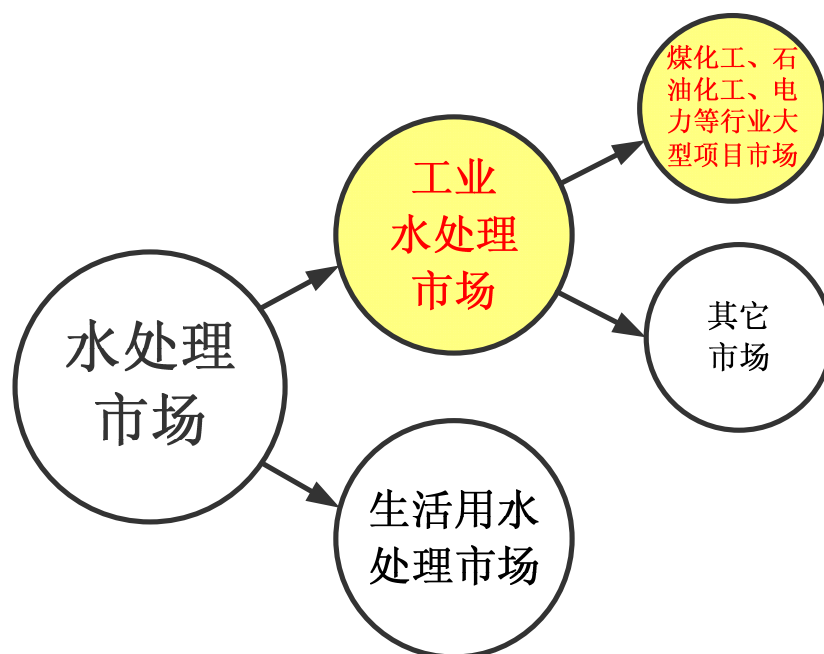 煤化工、石
油化工、电
力等行业大
型项目市场
工业
水处理
市场
其它
市场
水处理
市场
生活用水
处理市场